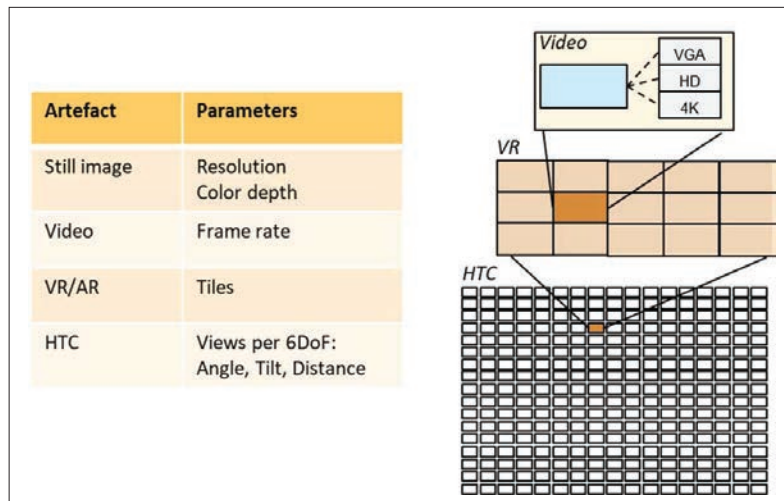 Artefact Parameters
Still image Resolution
Color depth
Video Frame rate
VR/AR Tiles
HTC Views per 6DoF:
Angle, Tilt, Distance
Video
VGA
HD
4K
VR
HTC